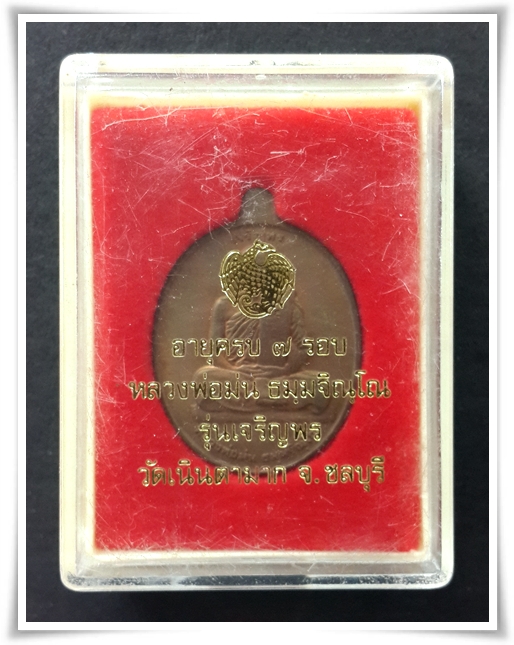 อายุครบ ๗ รอบ
หลวงพ่อม่น ธมฺมจิณฺโณ
รุ่นเจริญพร
วัดเนินตามาก จ.ชลบุรี